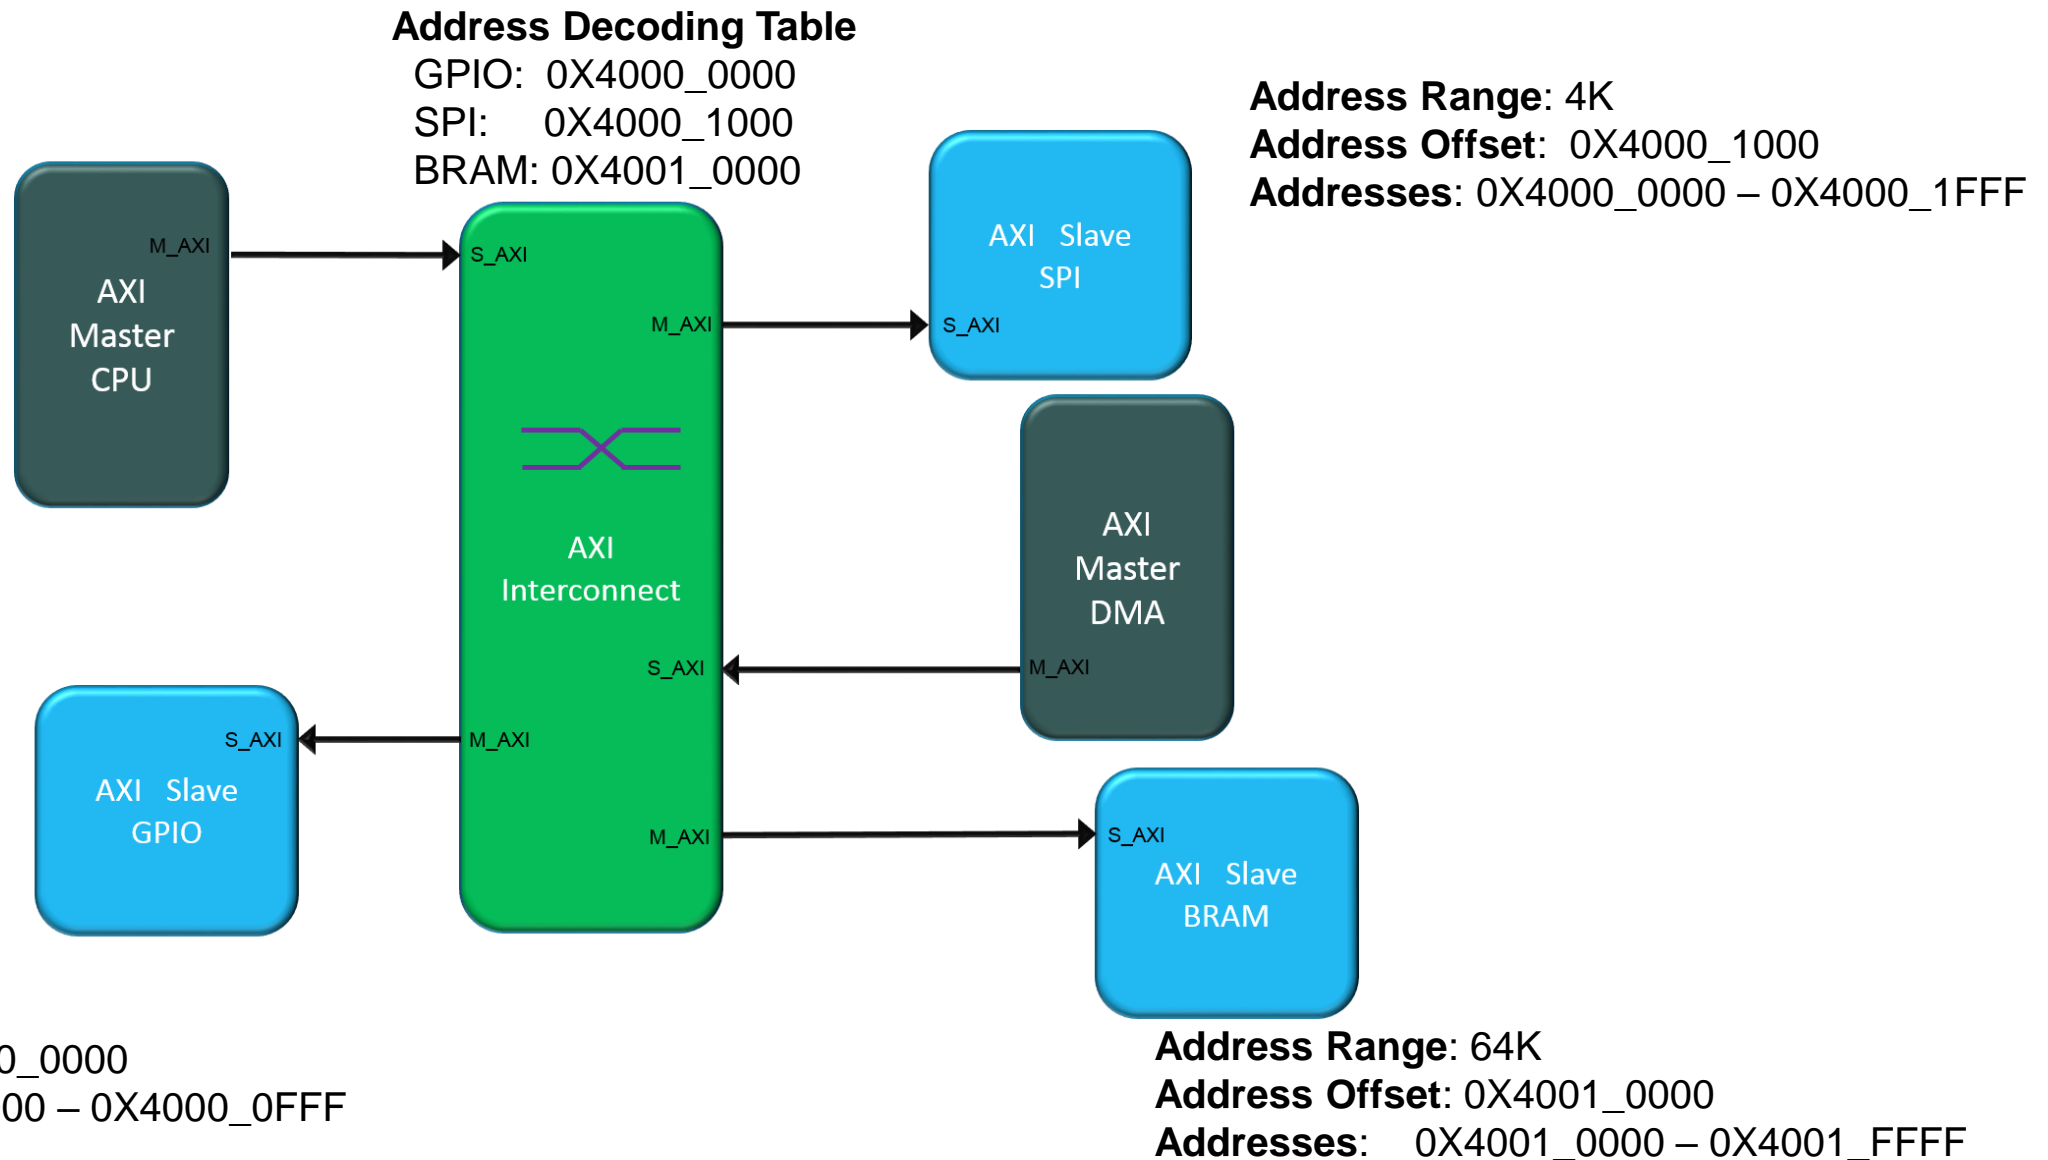 Address Decoding Table
GPIO: 0X4000_0000
SPI: 0X4000_1000
BRAM: 0X4001_0000
Address Range: 4K
Address Offset: 0X4000_1000
Addresses: 0X4000_0000 – 0X4000_1FFF
M_AXI
AXI
Master
CPU
S_AXI
M_AXI
AXI
Interconnect
S_AXI
M_AXI
M_AXI
AXI Slave
SPI
S_AXI
AXI
Master
DMA
M_AXI
S_AXI
AXI Slave
GPIO
S_AXI
AXI Slave
BRAM
0_0000
00 – 0X4000_0FFF
Address Range: 64K
Address Offset: 0X4001_0000
Addresses: 0X4001_0000 – 0X4001_FFFF